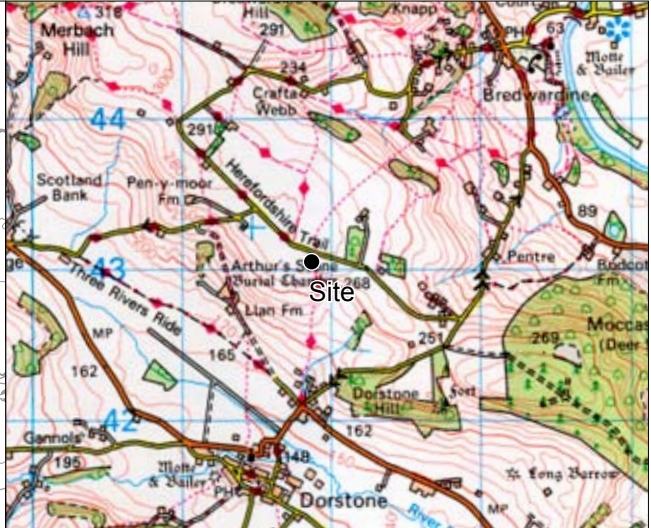 318
Merbach
Hill
Hill
291
Knapp
PH
63
234
Motte
& Bailey
Crafta
Webb
Bredwardine
44
291
Scotland
Bank
Pen-y-moor
Fm
Herefordshire Trail
89
Pentre
43
Arthur's Stone
Burial Chamber
268
Site
Fm
Three Rivers Ride
Llan Fm
MP
Moccas
(Deer
269
251
165
162
Dorstone
Hill
Fort
42
162
Gannols
195
148
Motte
& Bailey
Long Barrow
PH
Dorstone
River
MP